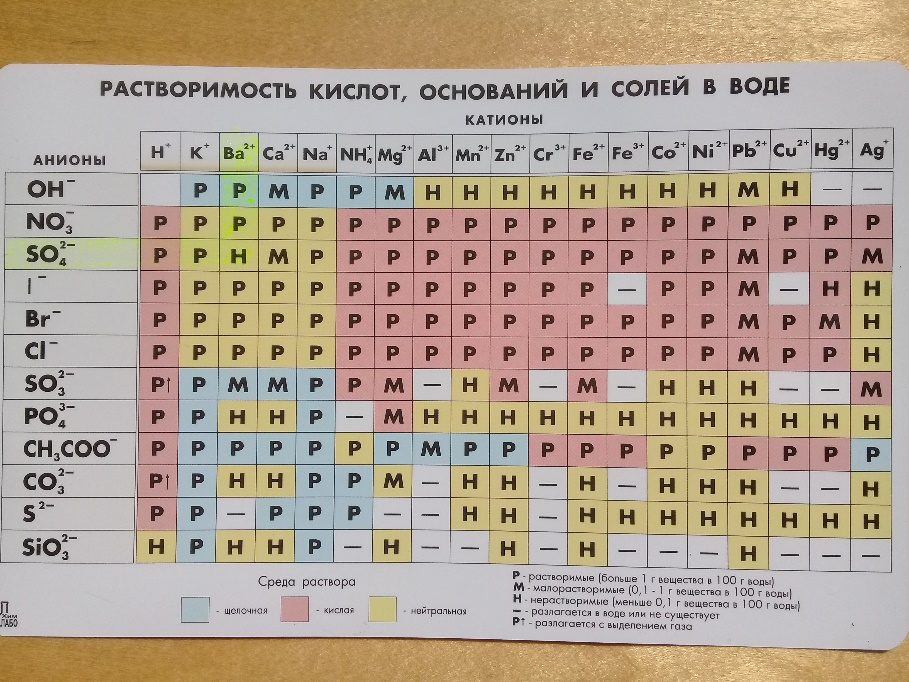 РАСТВОРИМОСТЬ КИСЛОТ, ОСНОВАНИЙ И СОЛЕЙ В ВОДЕ
КАТИОНЫ
АНИОНЫ H⁺ K⁺ Ba²⁺ Ca²⁺ Na⁺ NH₄⁺ Mg²⁺ Al³⁺ Mn²⁺ Zn²⁺ Cr³⁺ Fe²⁺ Fe³⁺ Co²⁺ Ni²⁺ Pb²⁺ Cu²⁺ Hg²⁺ Ag⁺
OH⁻ Р Р М Р Р М Н Н Н Н Н Н Н Н М Н — —
NO₃⁻ Р Р Р Р Р Р Р Р Р Р Р Р Р Р Р Р Р Р Р
SO₄²⁻ Р Р Н М Р Р Р Р Р Р Р Р Р Р Р М Р Р М
I⁻ Р Р Р Р Р Р Р Р Р Р Р Р — Р Р М — Н Н
Br⁻ Р Р Р Р Р Р Р Р Р Р Р Р Р Р Р М Р М Н
Cl⁻ Р Р Р Р Р Р Р Р Р Р Р Р Р Р Р М Р Р Н
SO₃²⁻ Р↑ Р М М Р Р М — Н М — М — Н Н Н — — М
PO₄³⁻ Р Р Н Н Р — М Н Н Н Н Н Н Н Н Н Н Н Н
CH₃COO⁻ Р Р Р Р Р Р Р М Р Р Р Р Р Р Р Р Р Р Р
CO₃²⁻ Р↑ Р Н Н Р Р М — Н Н — Н — Н Н Н — — Н
S²⁻ Р Р — Р Р Р — — Н Н — Н Н Н Н Н Н Н Н
SiO₃²⁻ Н Р Н Н Р — Н — — Н — Н — — — Н — — —
Среда раствора
- щелочная - кислая - нейтральная
Р - растворимые (больше 1 г вещества в 100 г воды)
М - малорастворимые (0,1 - 1 г вещества в 100 г воды)
Н - нерастворимые (меньше 0,1 г вещества в 100 г воды)
— - разлагается в воде или не существует
Р↑ - разлагается с выделением газа